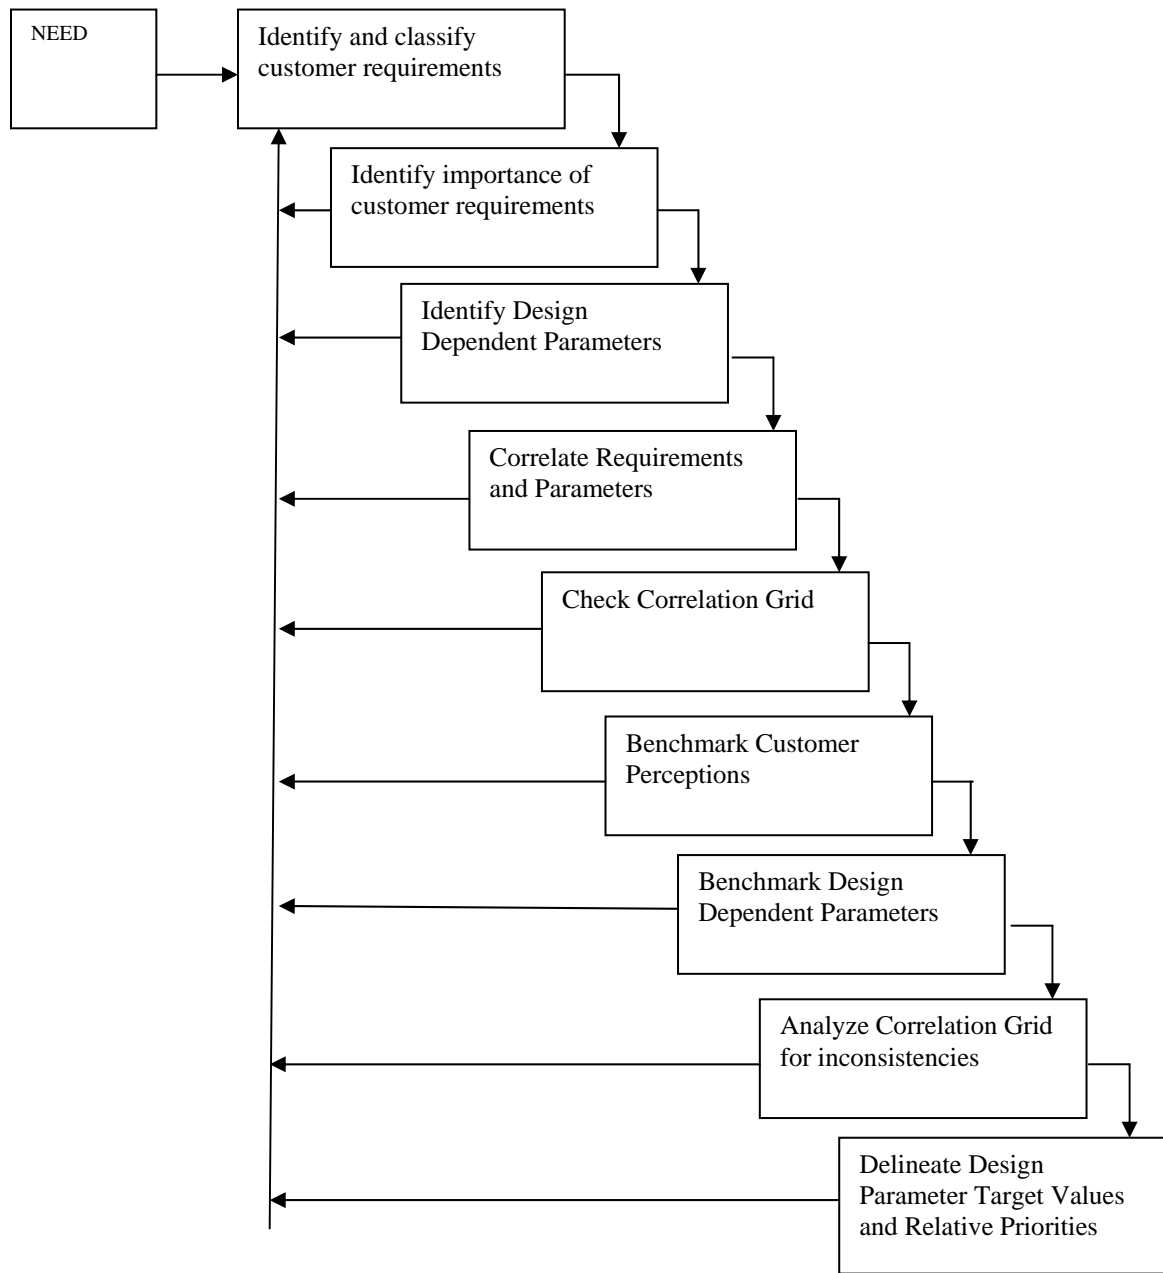 NEED
Identify and classify
customer requirements
Identify importance of
customer requirements
Identify Design
Dependent Parameters
Correlate Requirements
and Parameters
Check Correlation Grid
Benchmark Customer
Perceptions
Benchmark Design
Dependent Parameters
Analyze Correlation Grid
for inconsistencies
Delineate Design
Parameter Target Values
and Relative Priorities